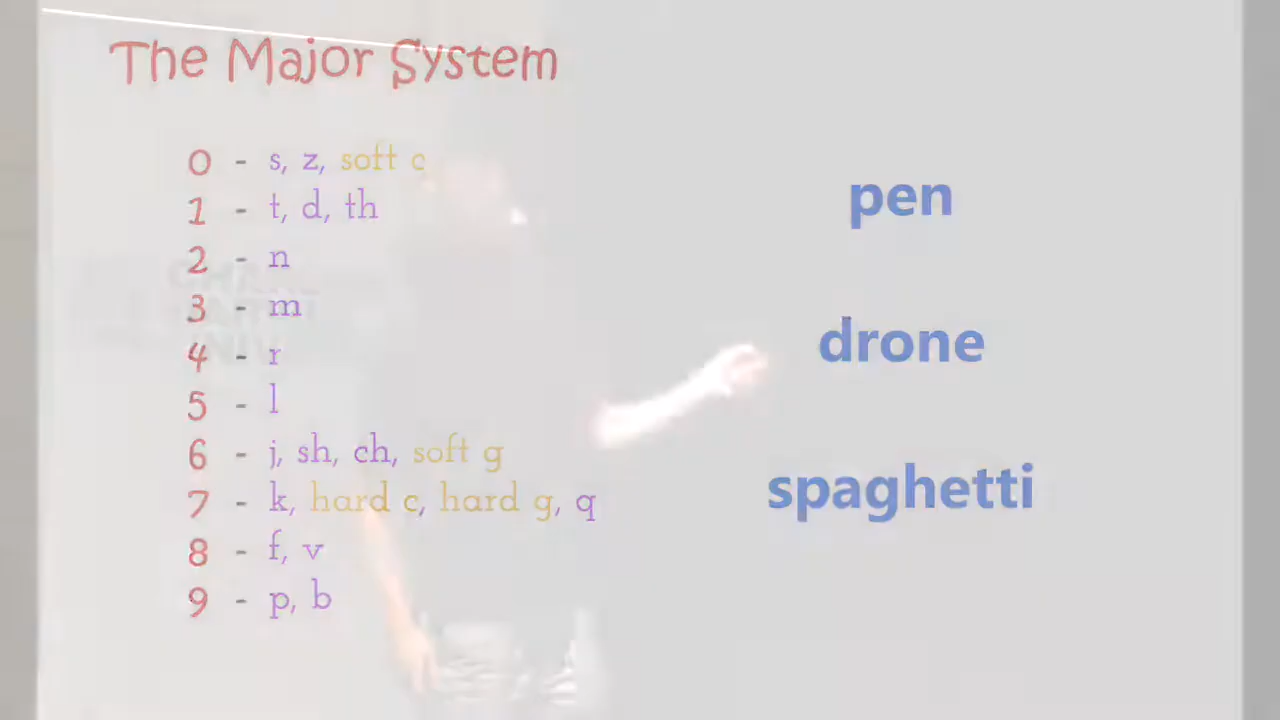 The Major System
0 - s, z, soft c
1 - t, d, th
2 - n
3 - m
4 - r
5 - l
6 - j, sh, ch, soft g
7 - k, hard c, hard g, q
8 - f, v
9 - p, b
pen
drone
spaghetti